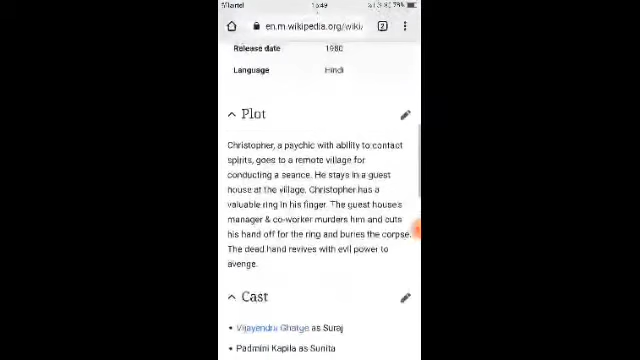 16:49
en.m.wikipedia.org/wiki/
2
Release date 1980
Language Hindi
Plot
Christopher, a psychic with ability to contact
spirits, goes to a remote village for
conducting a seance. He stays in a guest
house at the village. Christopher has a
valuable ring in his finger. The guest house's
manager & co-worker murders him and cuts
his hand off for the ring and buries the corpse.
The dead hand revives with evil power to
avenge.
Cast
• Vijayendra Ghatge as Suraj
• Padmini Kapila as Sunita